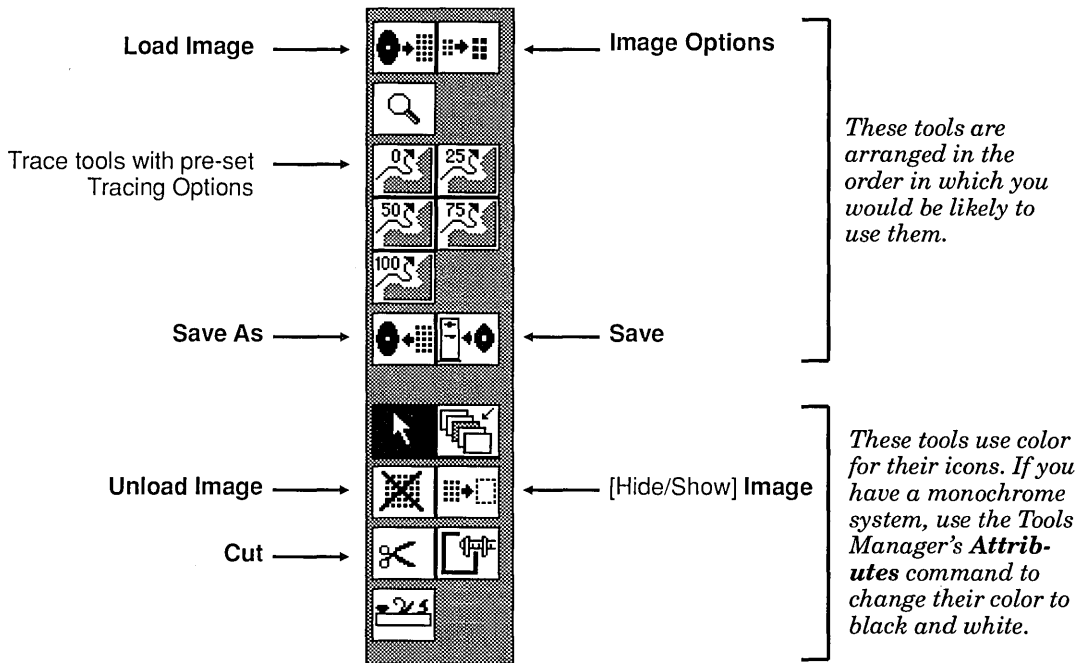 Load Image
Image Options
Trace tools with pre-set
Tracing Options
0
25
50
75
100
Save As
Save
These tools are
arranged in the
order in which you
would be likely to
use them.
Unload Image
[Hide/Show] Image
Cut
These tools use color
for their icons. If you
have a monochrome
system, use the Tools
Manager's Attrib-
utes command to
change their color to
black and white.